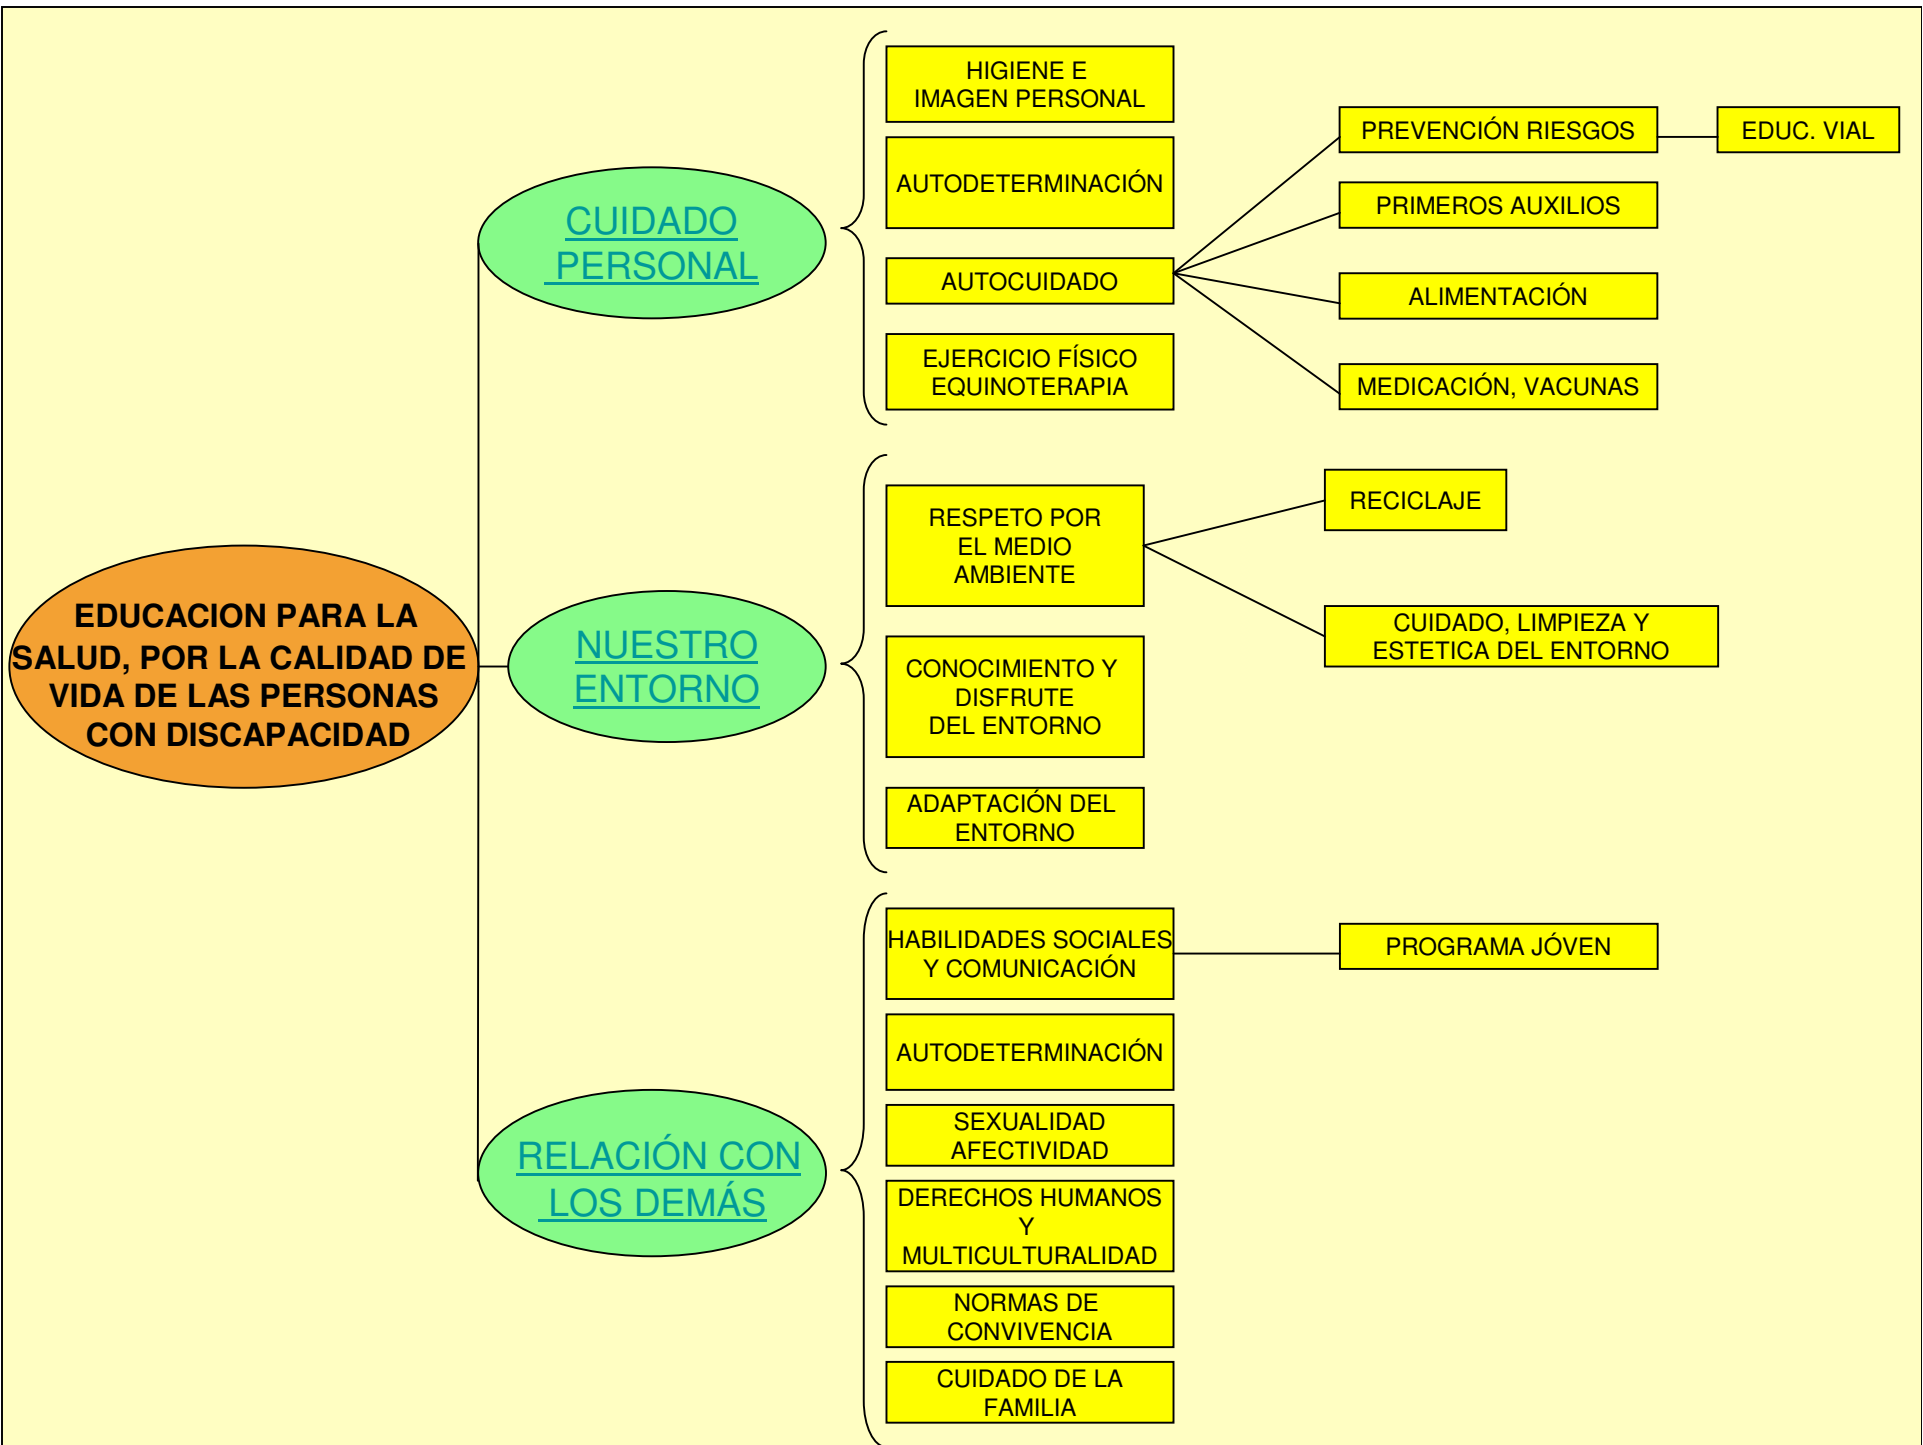 EDUCACION PARA LA
SALUD, POR LA CALIDAD DE
VIDA DE LAS PERSONAS
CON DISCAPACIDAD
CUIDADO
PERSONAL
HIGIENE E
IMAGEN PERSONAL
AUTODETERMINACIÓN
AUTOCUIDADO
EJERCICIO FÍSICO
EQUINOTERAPIA
PREVENCIÓN RIESGOS
EDUC. VIAL
PRIMEROS AUXILIOS
ALIMENTACIÓN
MEDICACIÓN, VACUNAS
NUESTRO
ENTORNO
RESPETO POR
EL MEDIO
AMBIENTE
CONOCIMIENTO Y
DISFRUTE
DEL ENTORNO
ADAPTACIÓN DEL
ENTORNO
RECICLAJE
CUIDADO, LIMPIEZA Y
ESTETICA DEL ENTORNO
RELACIÓN CON
LOS DEMÁS
HABILIDADES SOCIALES
Y COMUNICACIÓN
PROGRAMA JÓVEN
AUTODETERMINACIÓN
SEXUALIDAD
AFECTIVIDAD
DERECHOS HUMANOS
Y
MULTICULTURALIDAD
NORMAS DE
CONVIVENCIA
CUIDADO DE LA
FAMILIA